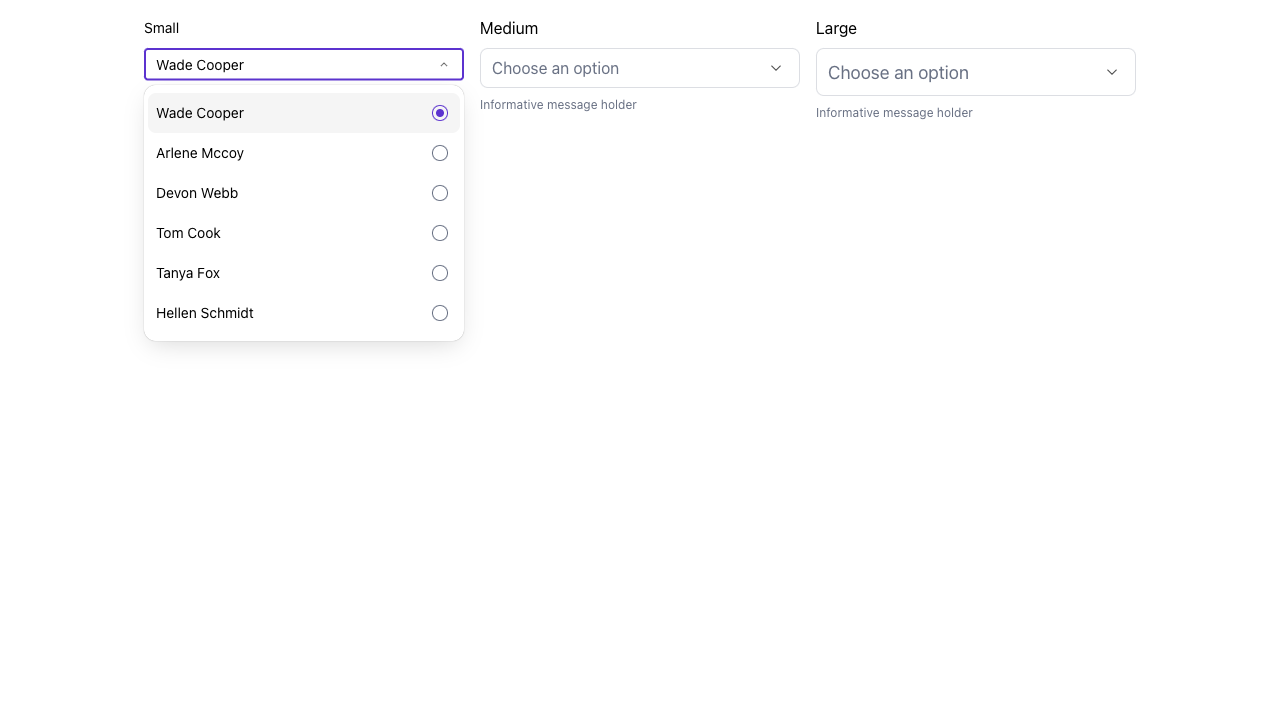 Small
Wade Cooper
Wade Cooper
Arlene Mccoy
Devon Webb
Tom Cook
Tanya Fox
Hellen Schmidt
Medium
Choose an option
Informative message holder
Large
Choose an option
Informative message holder